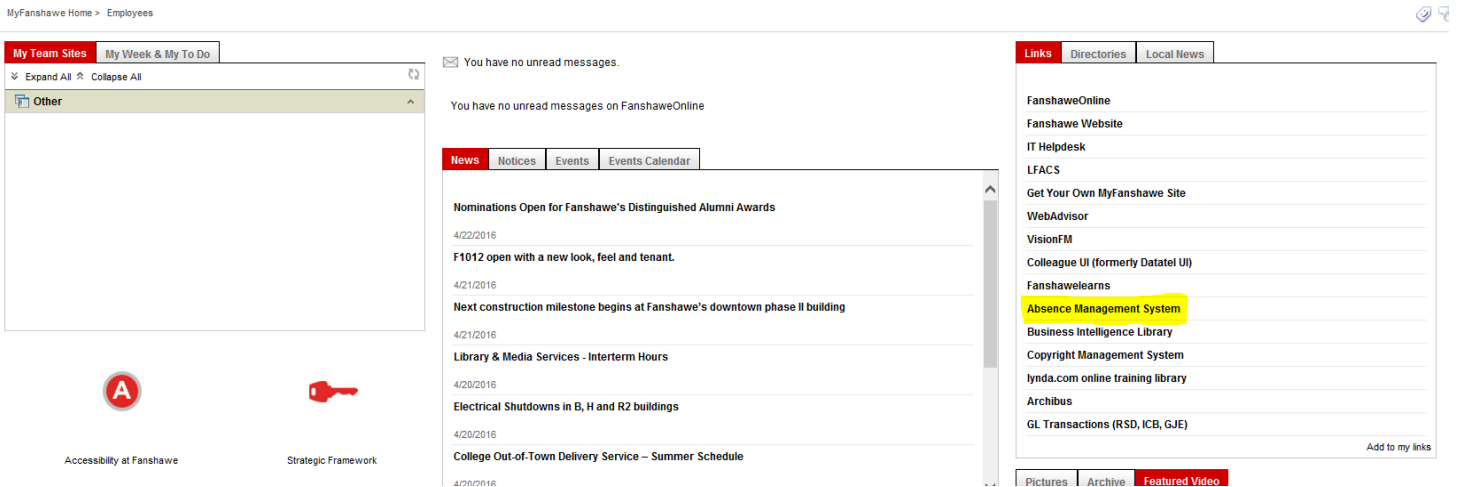 MyFanshawe Home > Employees
My Team Sites
My Week & My To Do
Expand All
Collapse All
Other
Accessibility at Fanshawe
Strategic Framework
You have no unread messages.
You have no unread messages on FanshaweOnline
News
Notices
Events
Events Calendar
Nominations Open for Fanshawe's Distinguished Alumni Awards
4/22/2016
F1012 open with a new look, feel and tenant.
4/21/2016
Next construction milestone begins at Fanshawe's downtown phase II building
4/21/2016
Library & Media Services - Interterm Hours
4/20/2016
Electrical Shutdowns in B, H and R2 buildings
4/20/2016
College Out-of-Town Delivery Service – Summer Schedule
4/20/2016
Links
Directories
Local News
FanshaweOnline
Fanshawe Website
IT Helpdesk
LFACS
Get Your Own MyFanshawe Site
WebAdvisor
VisionFM
Colleague UI (formerly Datatel UI)
Fanshawelearns
Absence Management System
Business Intelligence Library
Copyright Management System
lynda.com online training library
Archibus
GL Transactions (RSD, ICB, GJE)
Add to my links
Pictures
Archive
Featured Video